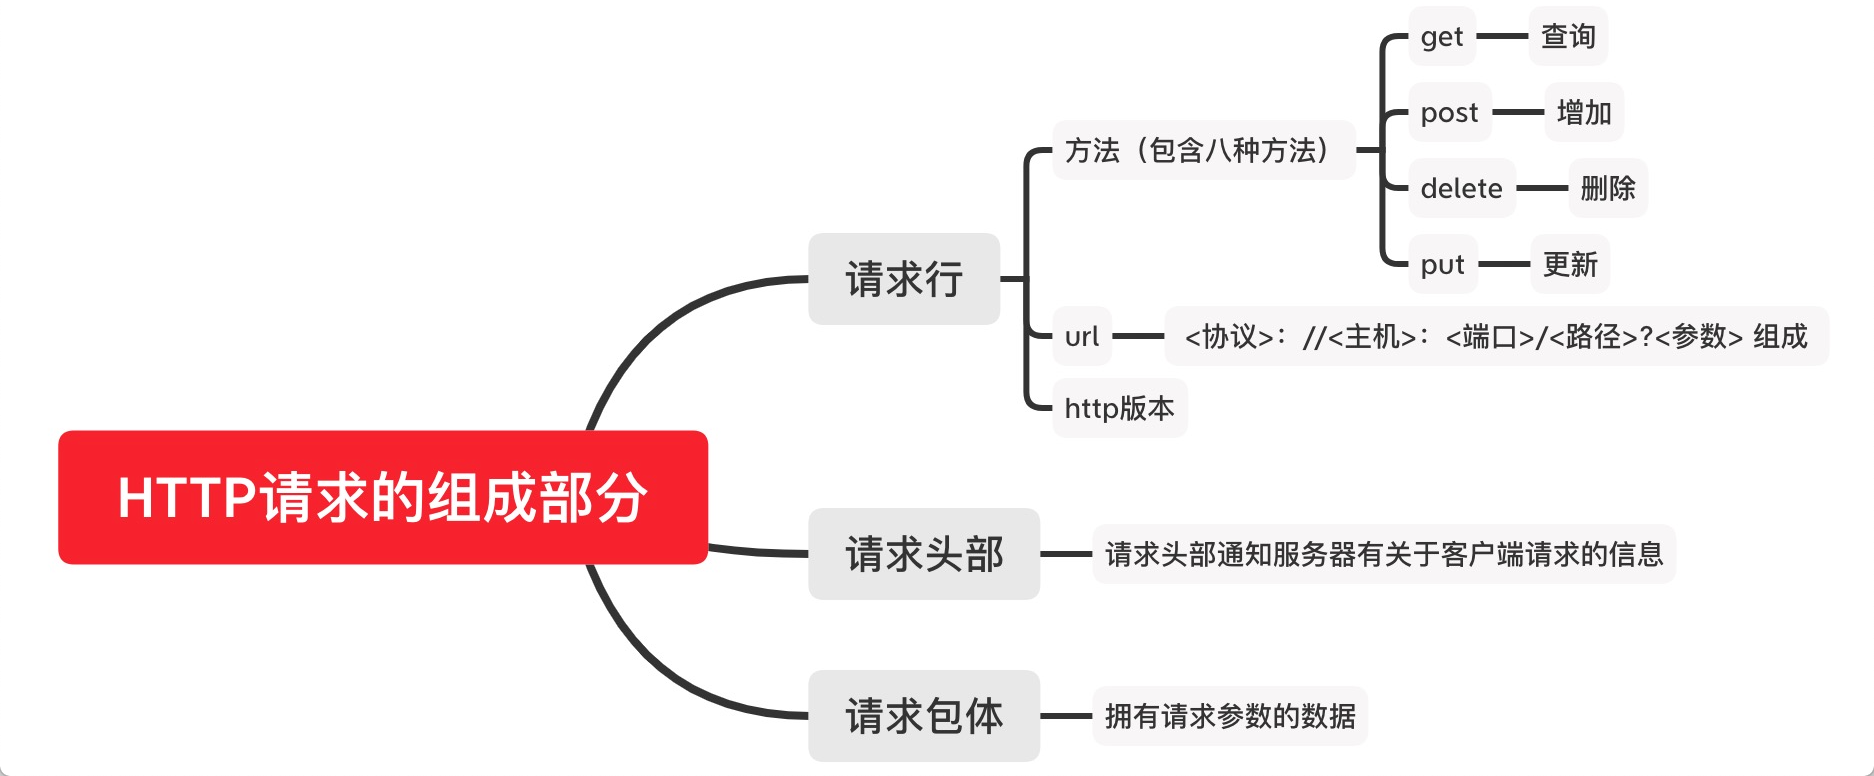 HTTP请求的组成部分
请求行
方法（包含八种方法）
get
查询
post
增加
delete
删除
put
更新
url
<协议>：//<主机>：<端口>/<路径>?<参数> 组成
http版本
请求头部
请求头部通知服务器有关于客户端请求的信息
请求包体
拥有请求参数的数据